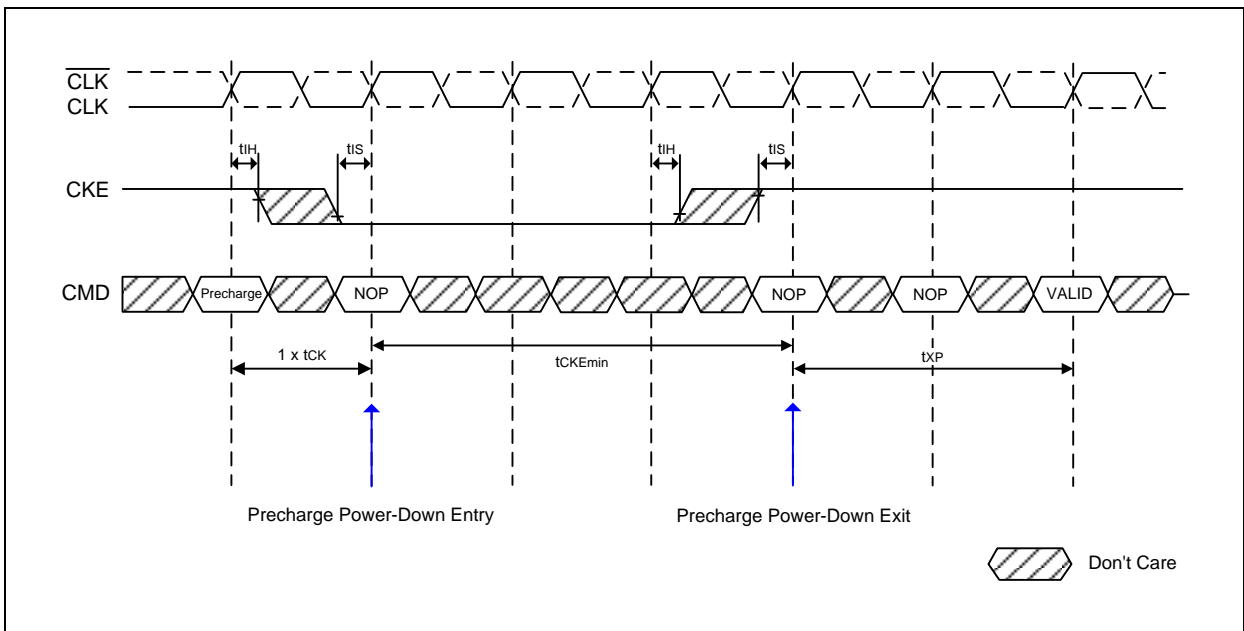 CLK
CLK
tIH
tIS
tIH
tIS
CKE
CMD
Precharge
NOP
NOP
NOP
VALID
1 x tCK
tCKEmin
tXP
Precharge Power-Down Entry
Precharge Power-Down Exit
Don't Care